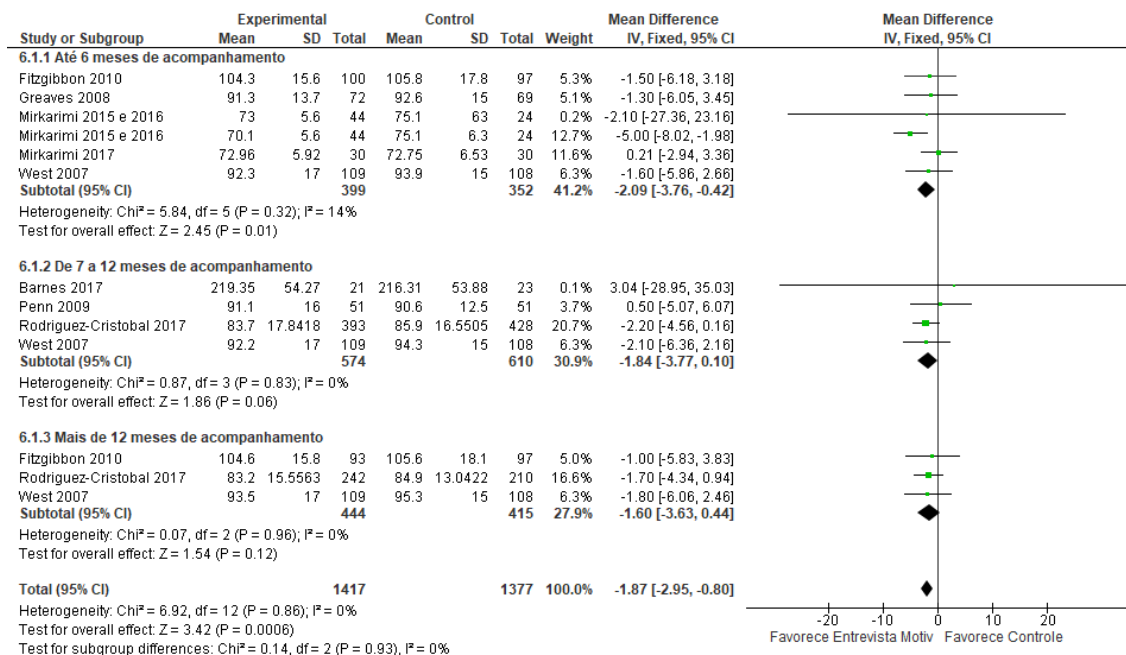 Experimental Control Mean Difference Mean Difference
Study or Subgroup Mean SD Total Mean SD Total Weight IV, Fixed, 95% CI IV, Fixed, 95% CI
6.1.1 Até 6 meses de acompanhamento
Fitzgibbon 2010 104.3 15.6 100 105.8 17.8 97 5.3% -1.50 [-6.18, 3.18]
Greaves 2008 91.3 13.7 72 92.6 15 69 5.1% -1.30 [-6.05, 3.45]
Mirkarimi 2015 e 2016 73 5.6 44 75.1 63 24 0.2% -2.10 [-27.36, 23.16]
Mirkarimi 2015 e 2016 70.1 5.6 44 75.1 6.3 24 12.7% -5.00 [-8.02, -1.98]
Mirkarimi 2017 72.96 5.92 30 72.75 6.53 30 11.6% 0.21 [-2.94, 3.36]
West 2007 92.3 17 109 93.9 15 108 6.3% -1.60 [-5.86, 2.66]
Subtotal (95% CI) 399 352 41.2% -2.09 [-3.76, -0.42]
Heterogeneity: Chi² = 5.84, df = 5 (P = 0.32); I² = 14%
Test for overall effect: Z = 2.45 (P = 0.01)
6.1.2 De 7 a 12 meses de acompanhamento
Barnes 2017 219.35 54.27 21 216.31 53.88 23 0.1% 3.04 [-28.95, 35.03]
Penn 2009 91.1 16 51 90.6 12.5 51 3.7% 0.50 [-5.07, 6.07]
Rodriguez-Cristobal 2017 83.7 17.8418 393 85.9 16.5505 428 20.7% -2.20 [-4.56, 0.16]
West 2007 92.2 17 109 94.3 15 108 6.3% -2.10 [-6.36, 2.16]
Subtotal (95% CI) 574 610 30.9% -1.84 [-3.77, 0.10]
Heterogeneity: Chi² = 0.87, df = 3 (P = 0.83); I² = 0%
Test for overall effect: Z = 1.86 (P = 0.06)
6.1.3 Mais de 12 meses de acompanhamento
Fitzgibbon 2010 104.6 15.8 93 105.6 18.1 97 5.0% -1.00 [-5.83, 3.83]
Rodriguez-Cristobal 2017 83.2 15.5563 242 84.9 13.0422 210 16.6% -1.70 [-4.34, 0.94]
West 2007 93.5 17 109 95.3 15 108 6.3% -1.80 [-6.06, 2.46]
Subtotal (95% CI) 444 415 27.9% -1.60 [-3.63, 0.44]
Heterogeneity: Chi² = 0.07, df = 2 (P = 0.96); I² = 0%
Test for overall effect: Z = 1.54 (P = 0.12)
Total (95% CI) 1417 1377 100.0% -1.87 [-2.95, -0.80]
Heterogeneity: Chi² = 6.92, df = 12 (P = 0.86); I² = 0%
Test for overall effect: Z = 3.42 (P = 0.0006)
Test for subgroup differences: Chi² = 0.14, df = 2 (P = 0.93), I² = 0%
-20 -10 0 10 20
Favorece Entrevista Motiv Favorece Controle